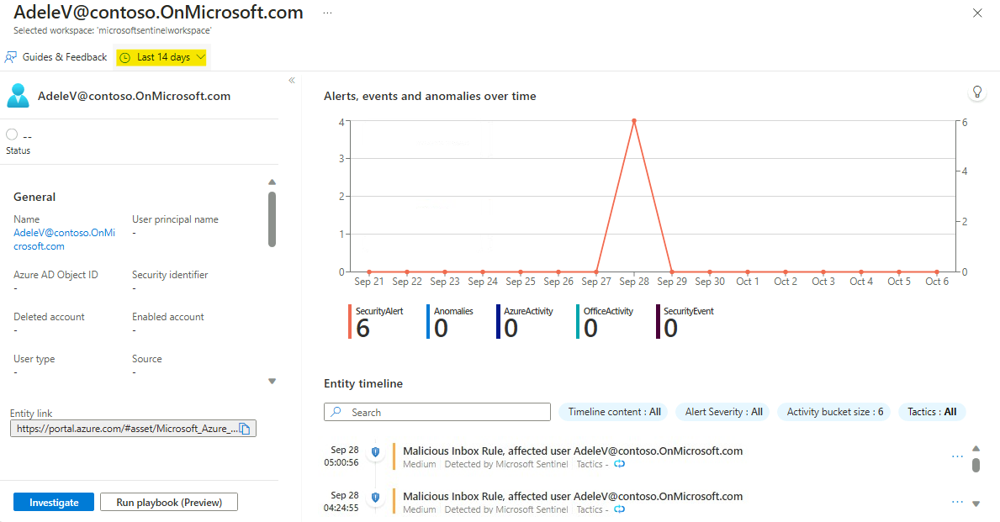 AdeleV@contoso.OnMicrosoft.com ...
Selected workspace: 'microsoftsentinelworkspace'
Guides & Feedback
Last 14 days
AdeleV@contoso.OnMicrosoft.com
--
Status
General
Name
AdeleV@contoso.OnMi
crosoft.com
User principal name
-
Azure AD Object ID
-
Security identifier
-
Deleted account
-
Enabled account
-
User type
-
Source
-
Entity link
https://portal.azure.com/#asset/Microsoft_Azure_...
Investigate
Run playbook (Preview)
Alerts, events and anomalies over time
4
3
2
1
0
6
4
2
0
Sep 21 Sep 22 Sep 23 Sep 24 Sep 25 Sep 26 Sep 27 Sep 28 Sep 29 Sep 30 Oct 1 Oct 2 Oct 3 Oct 4 Oct 5 Oct 6
SecurityAlert
6
Anomalies
0
AzureActivity
0
OfficeActivity
0
SecurityEvent
0
Entity timeline
Search
Timeline content : All
Alert Severity : All
Activity bucket size : 6
Tactics : All
Sep 28
05:00:56
Malicious Inbox Rule, affected user AdeleV@contoso.OnMicrosoft.com
Medium | Detected by Microsoft Sentinel | Tactics -
...
Sep 28
04:24:55
Malicious Inbox Rule, affected user AdeleV@contoso.OnMicrosoft.com
Medium | Detected by Microsoft Sentinel | Tactics -
...